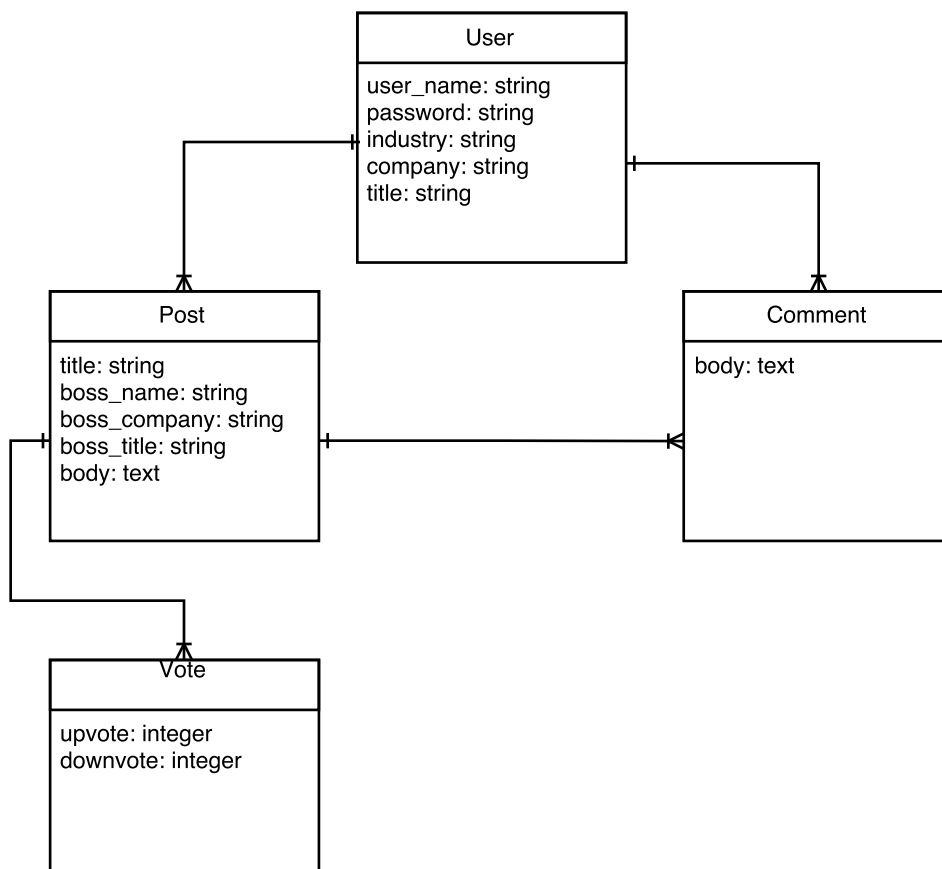 User
user_name: string
password: string
industry: string
company: string
title: string
Post
title: string
boss_name: string
boss_company: string
boss_title: string
body: text
Comment
body: text
Vote
upvote: integer
downvote: integer